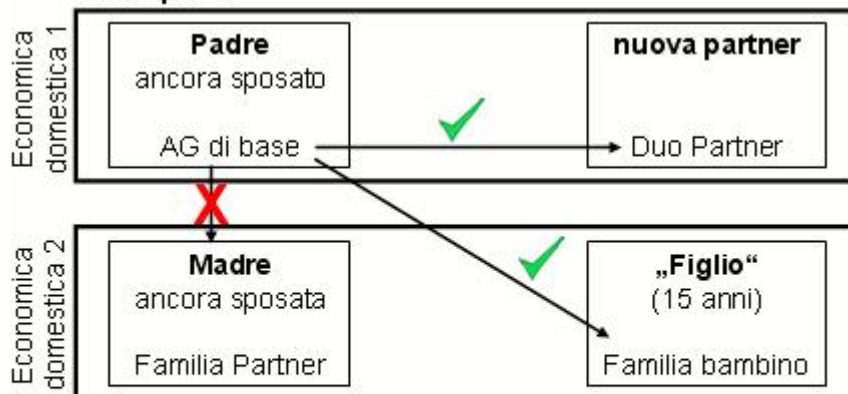 Economica
domestica 1
Padre
ancora sposato
AG di base
nuova partner
Duo Partner
Economica
domestica 2
Madre
ancora sposata
Familia Partner
„Figlio“
(15 anni)
Familia bambino